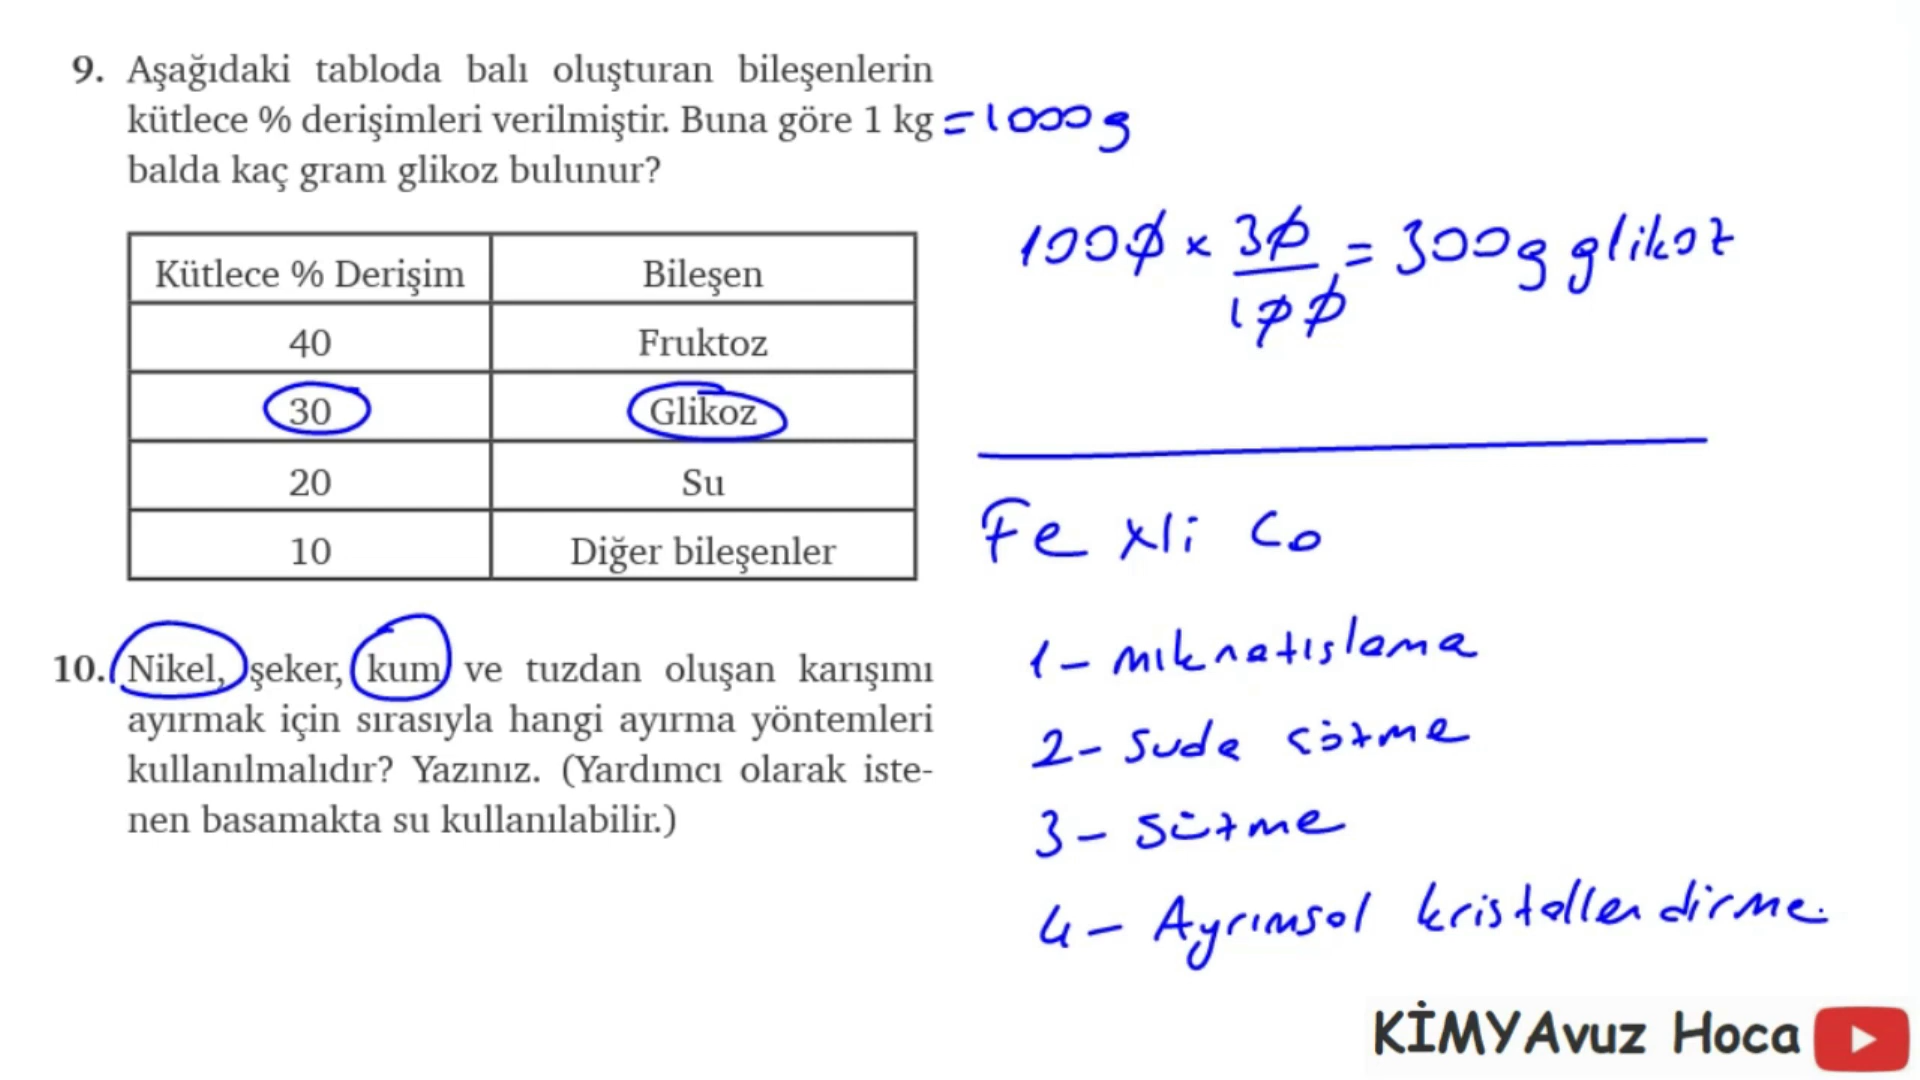 9. Aşağıdaki tabloda balı oluşturan bileşenlerin
kütlece % derişimleri verilmiştir. Buna göre 1 kg = 1000g
balda kaç gram glikoz bulunur?
1000 x 30/100 = 300g glikoz
Kütlece % Derişim Bileşen
40 Fruktoz
30 Glikoz
20 Su
10 Diğer bileşenler
Fe Co
10. Nikel, şeker, kum ve tuzdan oluşan karışımı
ayırmak için sırasıyla hangi ayırma yöntemleri
kullanılmalıdır? Yazınız. (Yardımcı olarak iste-
nen basamakta su kullanılabilir.)
1- mıknatıslama
2- suda çözme
3- süzme
4- Ayrımsal kristallendirme.
KİMYAvuz Hoca